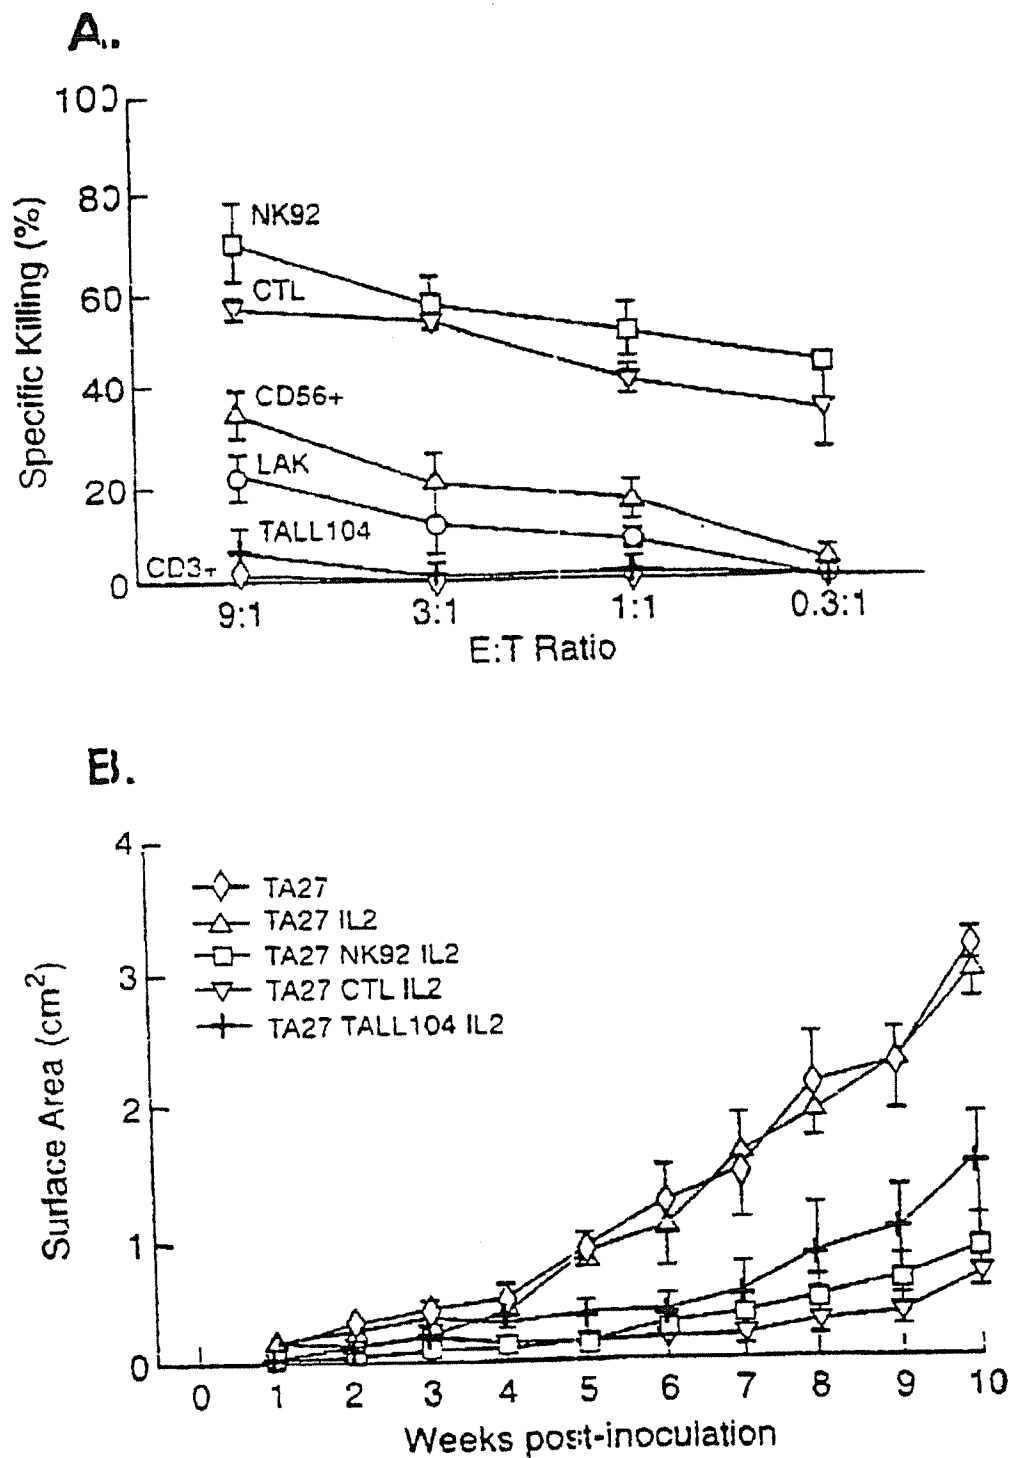 A.
100
80
60
40
20
0
Specific Killing (%)
NK92
CTL
CD56+
LAK
TALL104
CD3+
9:1 3:1 1:1 0.3:1
E:T Ratio
B.
4
3
2
1
0
Surface Area (cm²)
TA27
TA27 IL2
TA27 NK92 IL2
TA27 CTL IL2
TA27 TALL104 IL2
0 1 2 3 4 5 6 7 8 9 10
Weeks post-inoculation